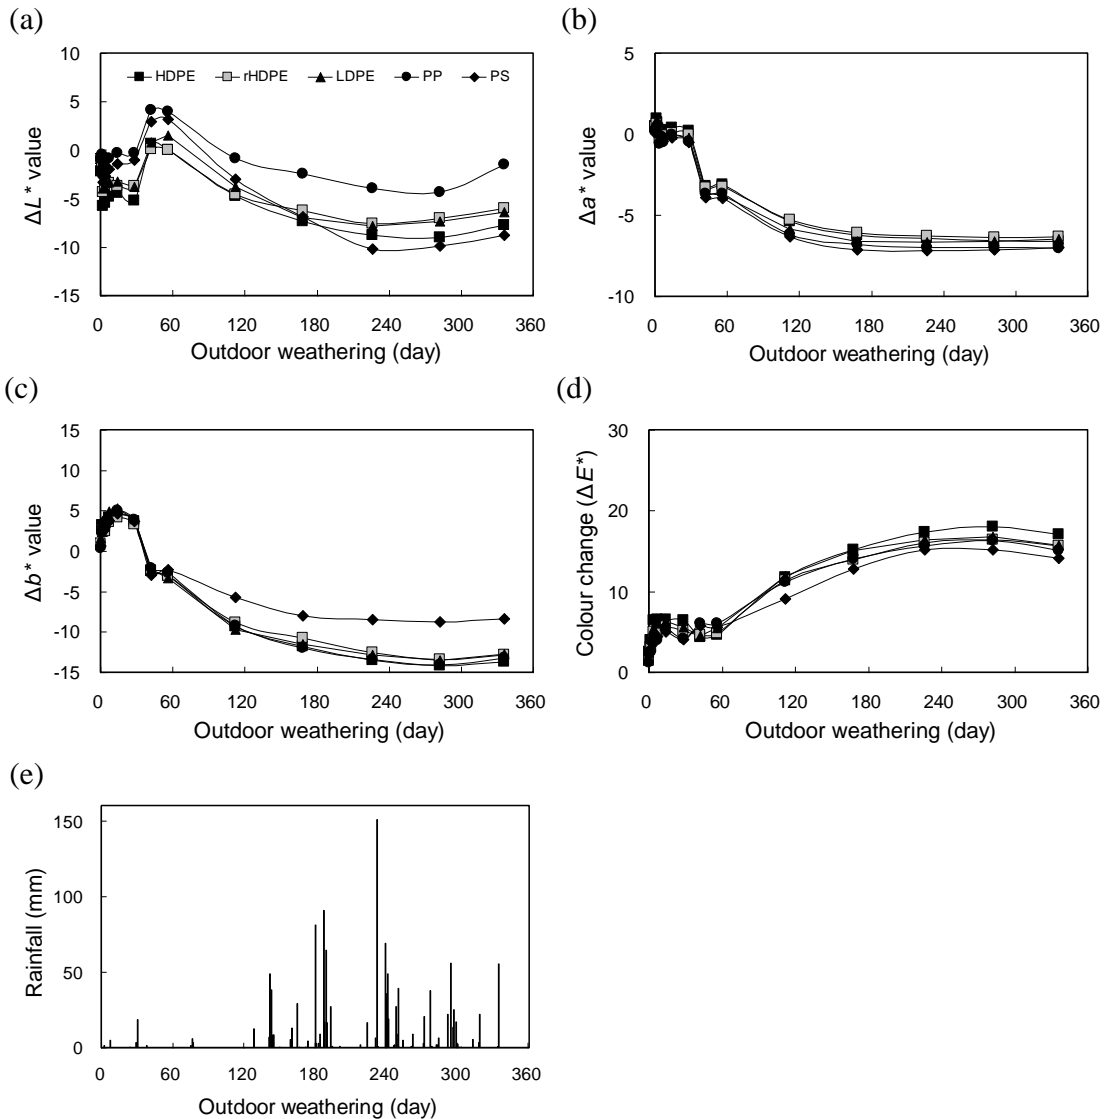 (a)
ΔL* value
10
5
0
-5
-10
-15
HDPE rHDPE LDPE PP PS
0 60 120 180 240 300 360
Outdoor weathering (day)
(b)
Δa* value
5
0
-5
-10
0 60 120 180 240 300 360
Outdoor weathering (day)
(c)
Δb* value
15
10
5
0
-5
-10
-15
0 60 120 180 240 300 360
Outdoor weathering (day)
(d)
Colour change (ΔE*)
30
20
10
0
0 60 120 180 240 300 360
Outdoor weathering (day)
(e)
Rainfall (mm)
150
100
50
0
0 60 120 180 240 300 360
Outdoor weathering (day)